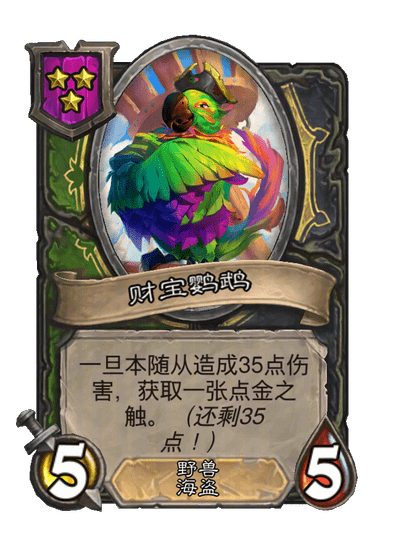 财宝鹦鹉
一旦本随从造成35点伤
害，获取一张点金之
触。（还剩35
点！）
5
野兽
海盗
5